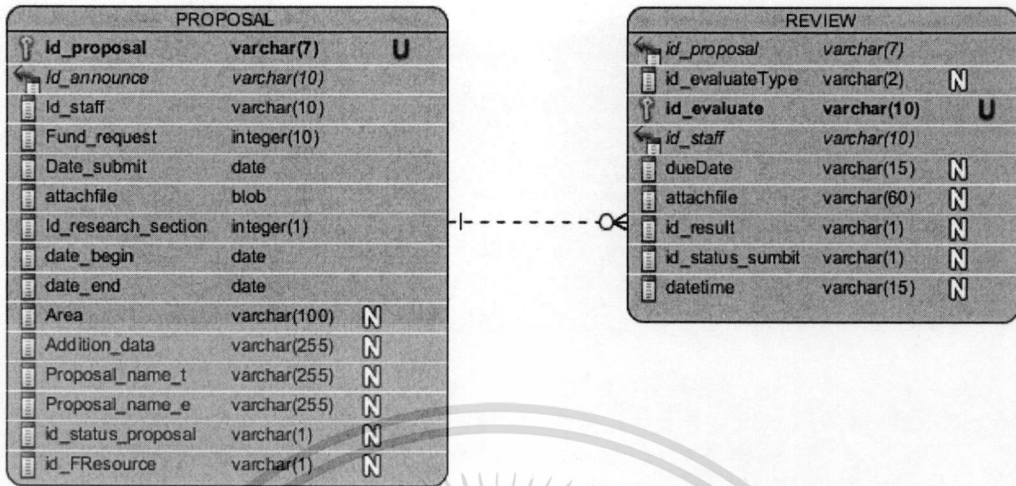 PROPOSAL
id_proposal varchar(7) U
Id_announce varchar(10)
Id_staff varchar(10)
Fund_request integer(10)
Date_submit date
attachfile blob
Id_research_section integer(1)
date_begin date
date_end date
Area varchar(100) N
Addition_data varchar(255) N
Proposal_name_t varchar(255) N
Proposal_name_e varchar(255) N
id_status_proposal varchar(1) N
id_FResource varchar(1) N
REVIEW
id_proposal varchar(7)
id_evaluateType varchar(2) N
id_evaluate varchar(10) U
id_staff varchar(10)
dueDate varchar(15) N
attachfile varchar(60) N
id_result varchar(1) N
id_status_sumbit varchar(1) N
datetime varchar(15) N